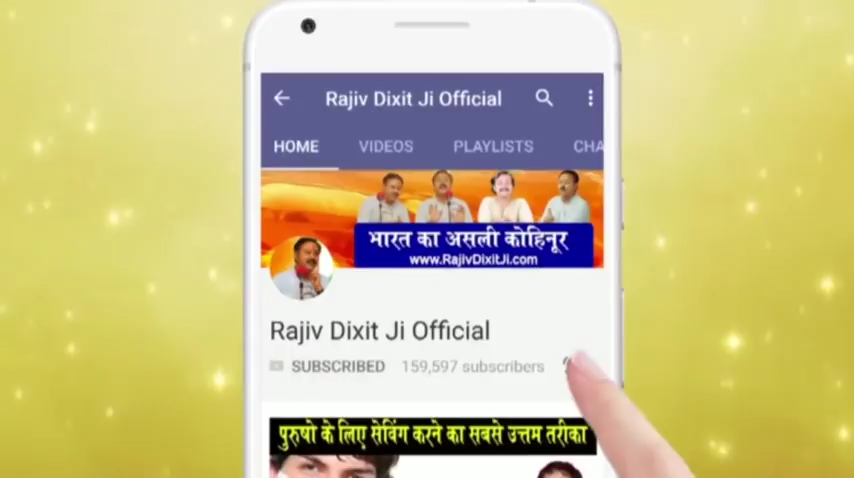 Rajiv Dixit Ji Official
HOME VIDEOS PLAYLISTS CHA
भारत का असली कोहिनूर
www.RajivDixitJi.com
Rajiv Dixit Ji Official
SUBSCRIBED 159,597 subscribers
पुरुषो के लिए सेविंग करने का सबसे उत्तम तरीका